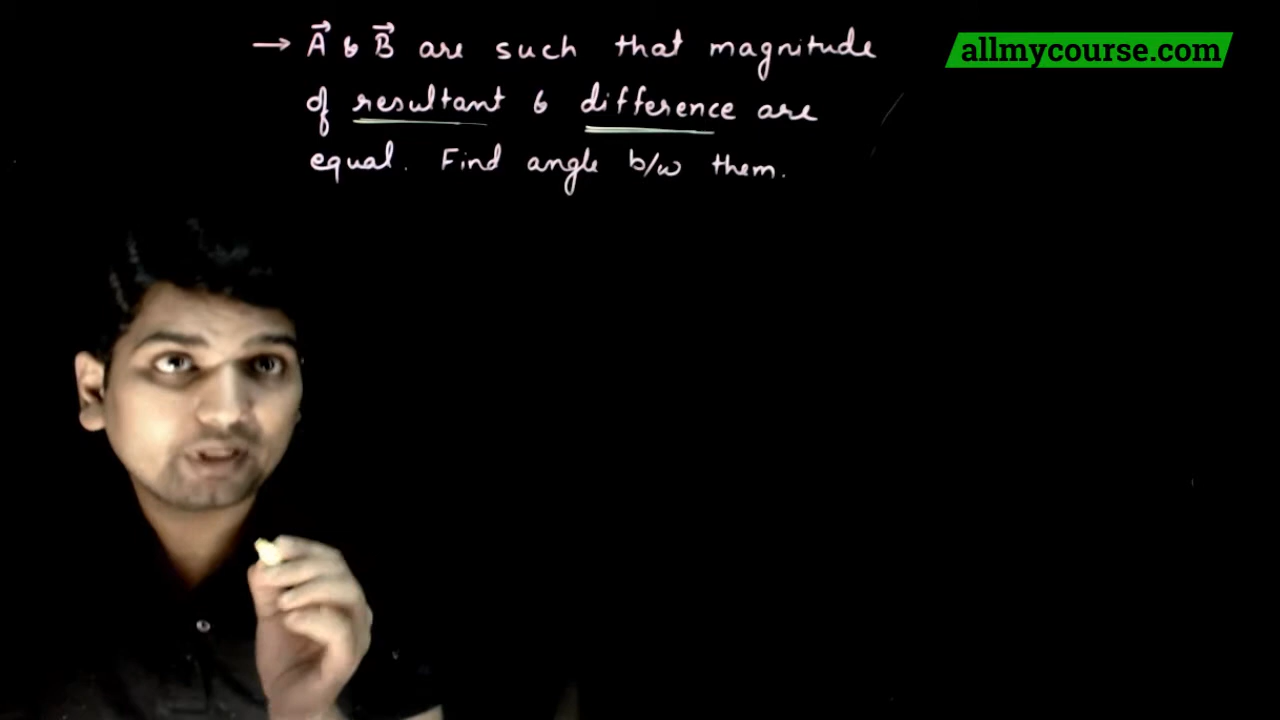 → A⃗ & B⃗ are such that magnitude
of resultant & difference are
equal. Find angle b/w them.
allmycourse.com